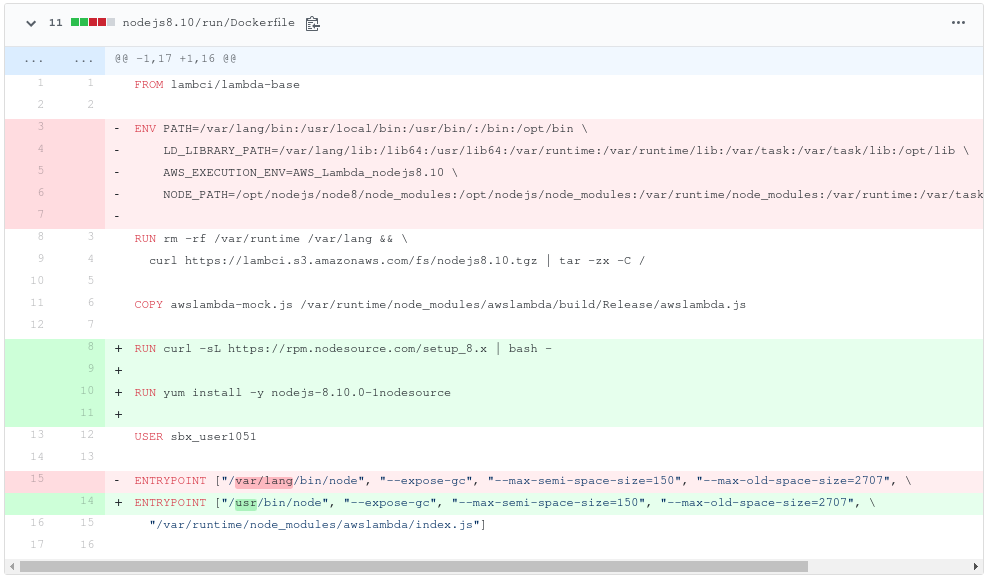 11 nodejs8.10/run/Dockerfile
... ... @@ -1,17 +1,16 @@
1 1 FROM lambci/lambda-base
2 2
3 - ENV PATH=/var/lang/bin:/usr/local/bin:/usr/bin/:/bin:/opt/bin \
4 - LD_LIBRARY_PATH=/var/lang/lib:/lib64:/usr/lib64:/var/runtime:/var/runtime/lib:/var/task:/var/task/lib:/opt/lib \
5 - AWS_EXECUTION_ENV=AWS_Lambda_nodejs8.10 \
6 - NODE_PATH=/opt/nodejs/node8/node_modules:/opt/nodejs/node_modules:/var/runtime/node_modules:/var/runtime:/var/task
7 -
8 3 RUN rm -rf /var/runtime /var/lang && \
9 4 curl https://lambci.s3.amazonaws.com/fs/nodejs8.10.tgz | tar -zx -C /
10 5
11 6 COPY awslambda-mock.js /var/runtime/node_modules/awslambda/build/Release/awslambda.js
12 7
8 + RUN curl -sL https://rpm.nodesource.com/setup_8.x | bash -
9 +
10 + RUN yum install -y nodejs-8.10.0-1nodesource
11 +
13 12 USER sbx_user1051
14 13
15 - ENTRYPOINT ["/var/lang/bin/node", "--expose-gc", "--max-semi-space-size=150", "--max-old-space-size=2707", \
14 + ENTRYPOINT ["/usr/bin/node", "--expose-gc", "--max-semi-space-size=150", "--max-old-space-size=2707", \
16 15 "/var/runtime/node_modules/awslambda/index.js"]
17 16